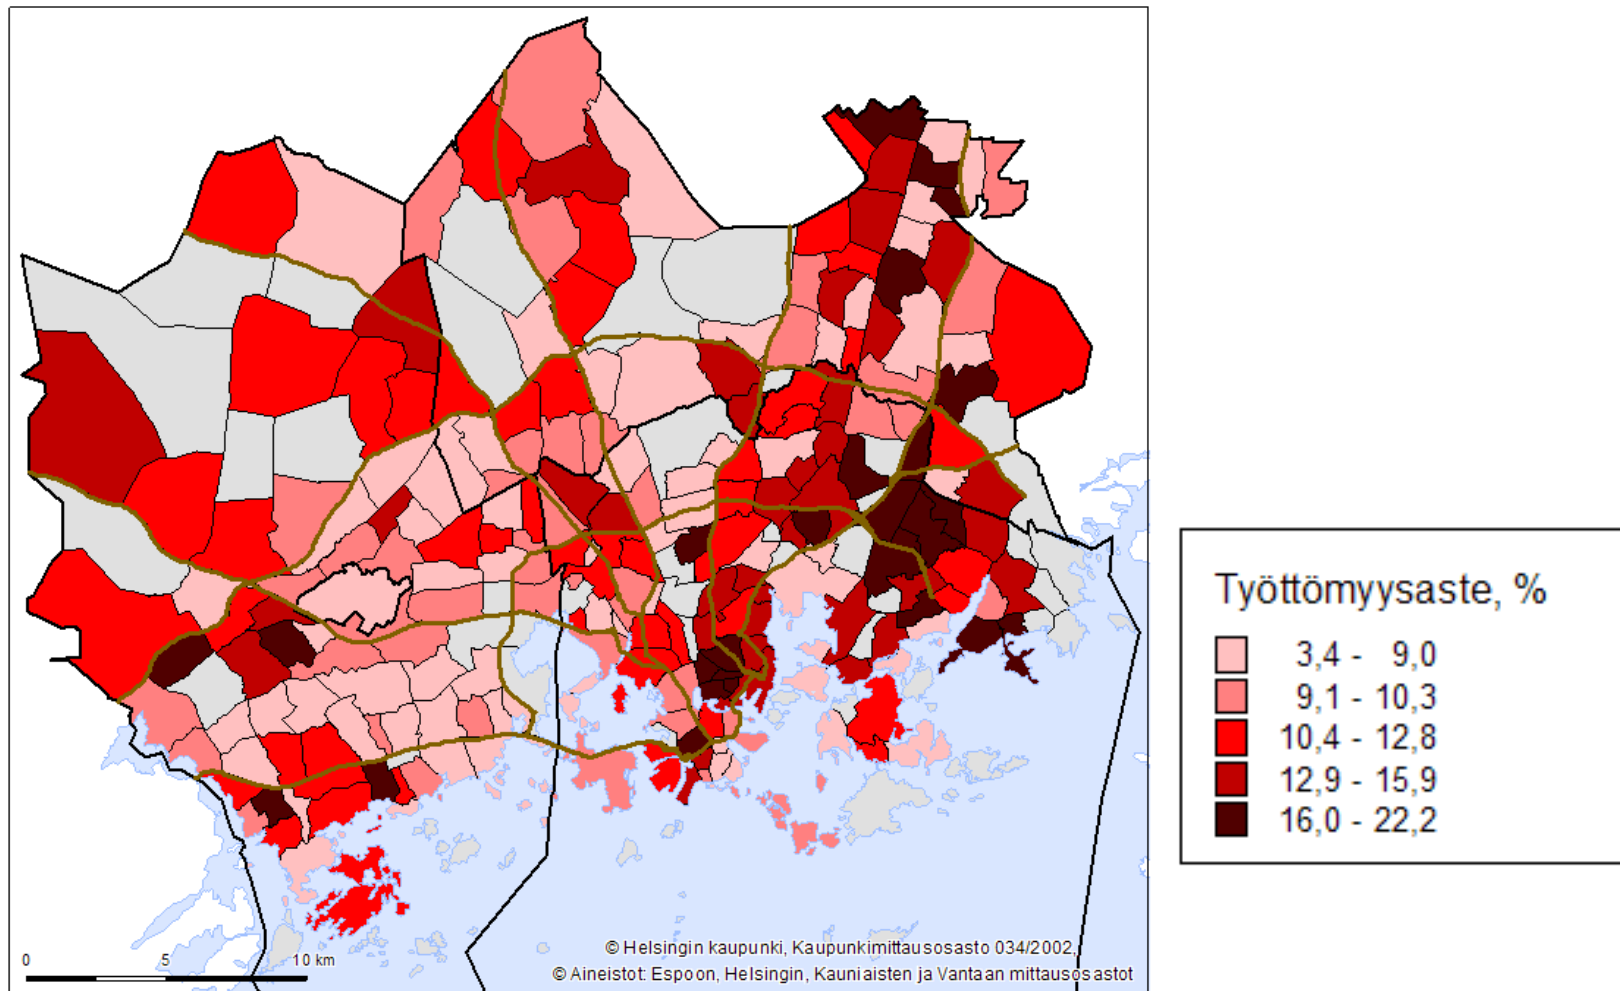 Työttömyysaste, %
3,4 - 9,0
9,1 - 10,3
10,4 - 12,8
12,9 - 15,9
16,0 - 22,2
© Helsingin kaupunki, Kaupunkimittausosasto 034/2002,
© Aineistot: Espoon, Helsingin, Kauniaisten ja Vantaan mittausosastot
0 5 10 km